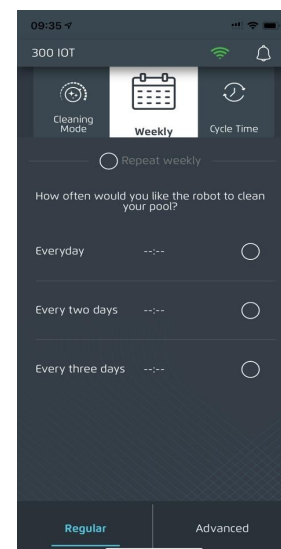 09:35
300 IOT
Cleaning
Mode
Weekly
Cycle Time
Repeat weekly
How often would you like the robot to clean
your pool?
Everyday --:--
Every two days --:--
Every three days --:--
Regular
Advanced